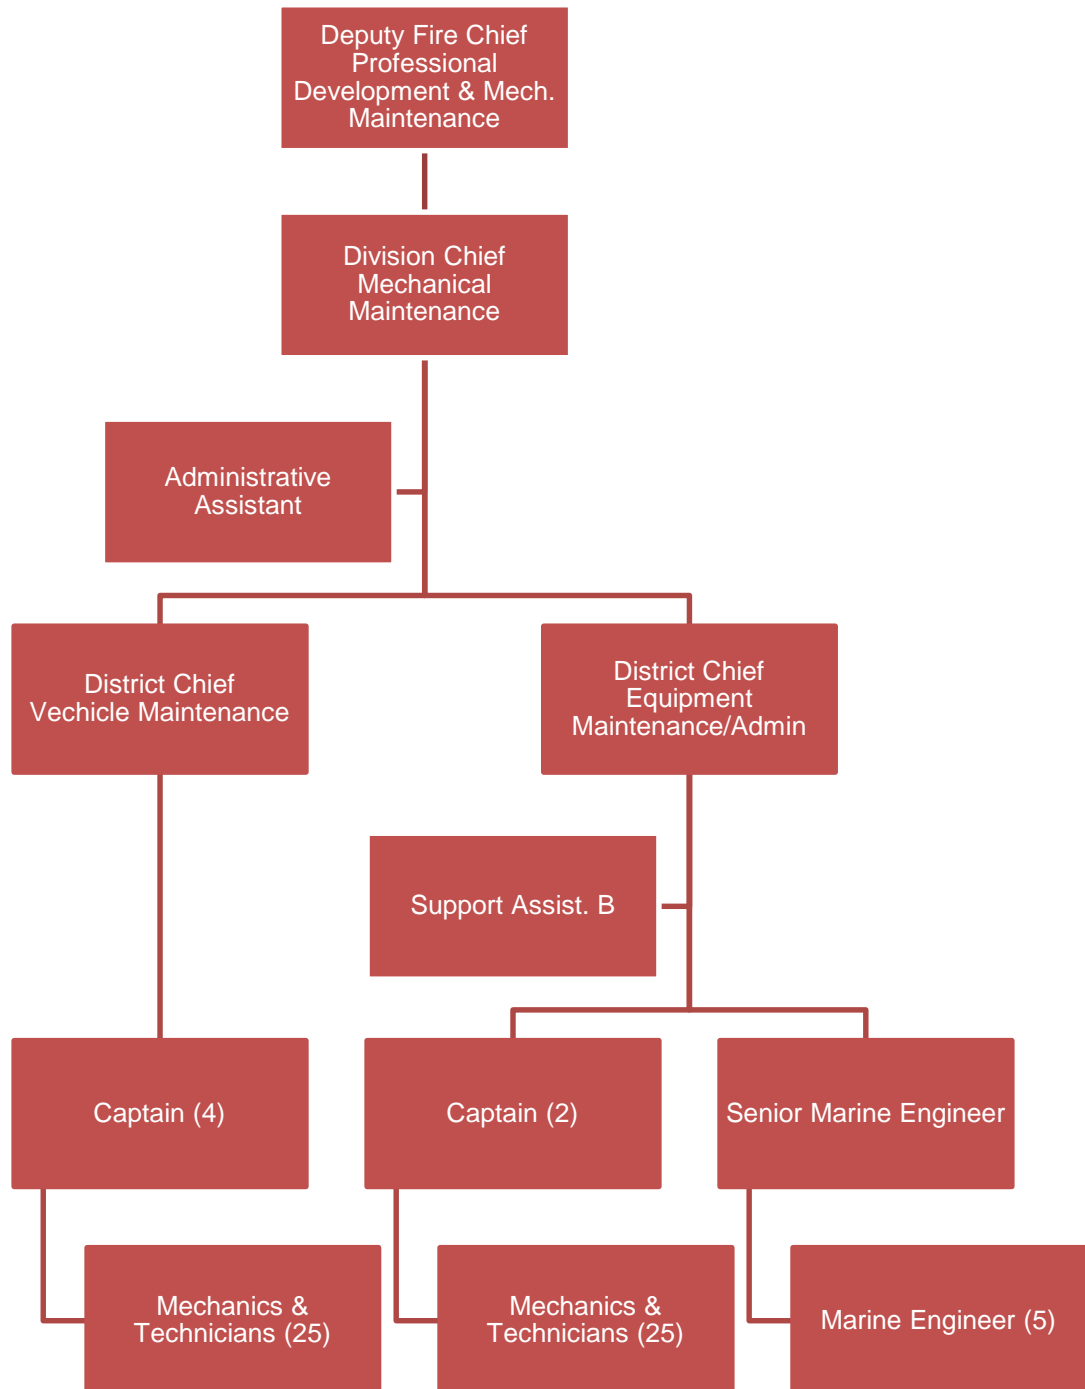 Deputy Fire Chief
Professional
Development & Mech.
Maintenance
Division Chief
Mechanical
Maintenance
Administrative
Assistant
District Chief
Vechicle Maintenance
District Chief
Equipment
Maintenance/Admin
Support Assist. B
Captain (4)
Captain (2)
Senior Marine Engineer
Mechanics &
Technicians (25)
Mechanics &
Technicians (25)
Marine Engineer (5)